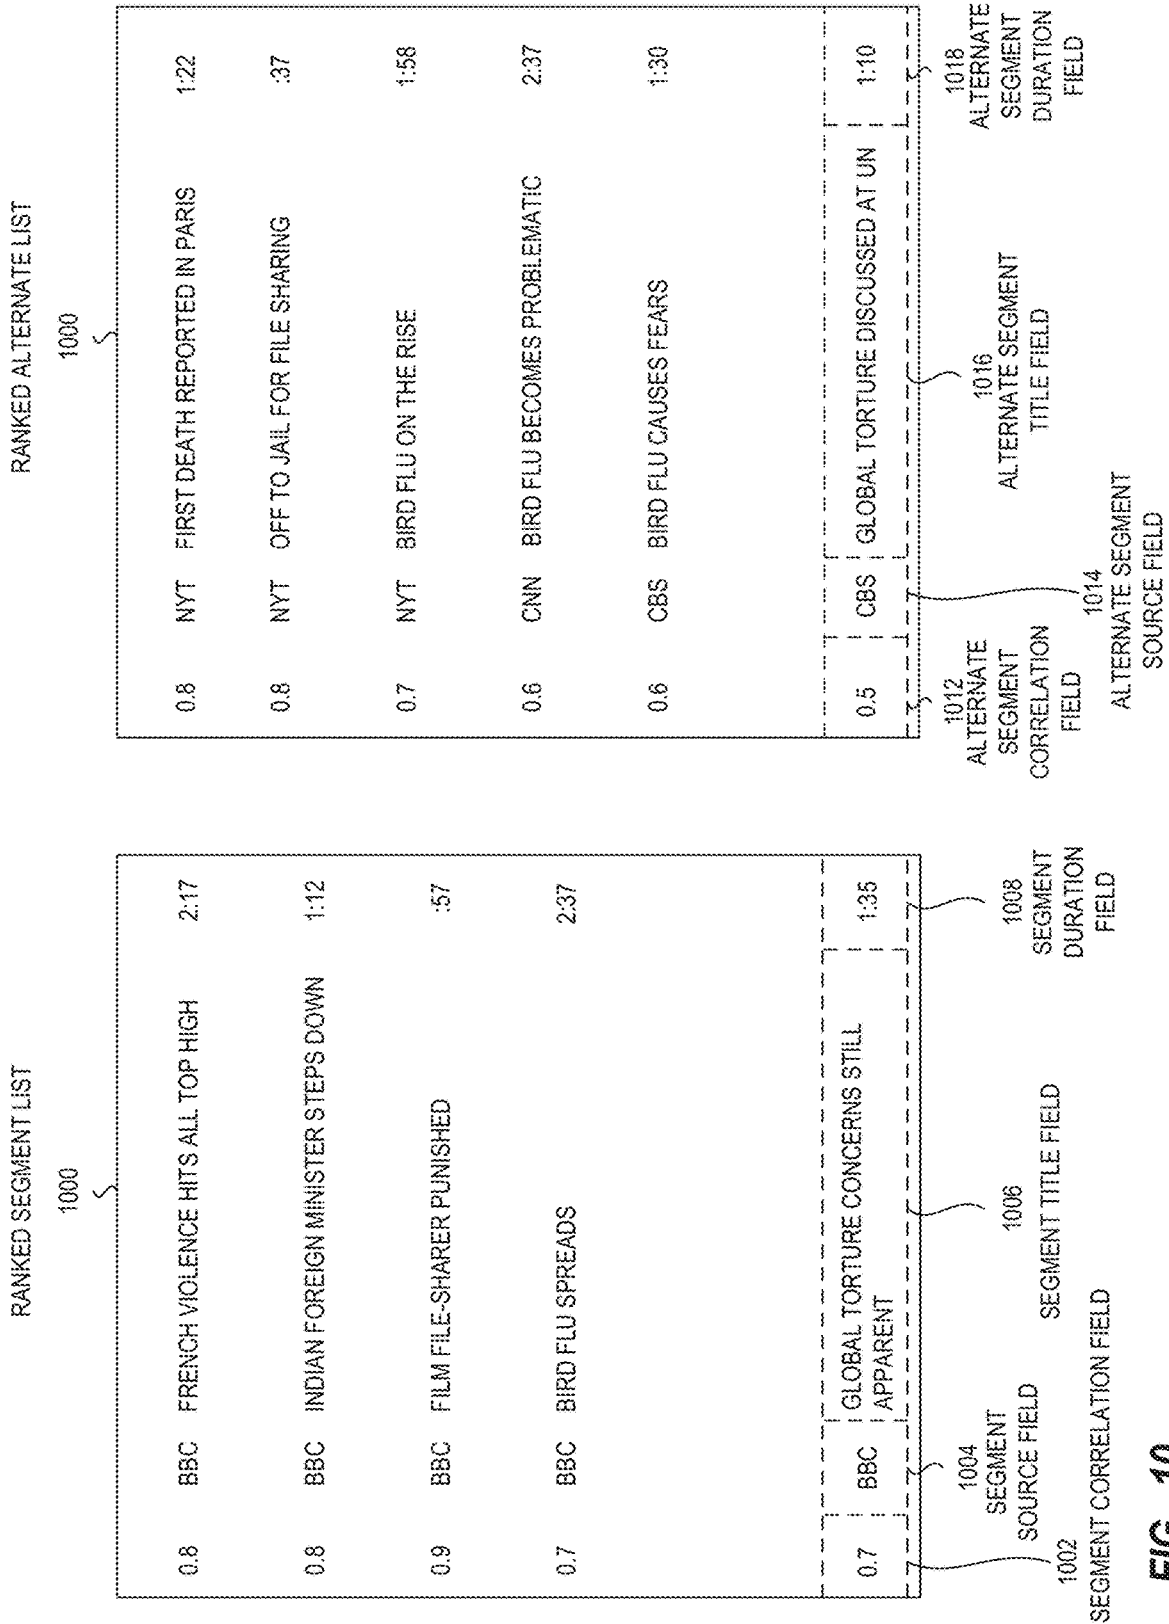 RANKED SEGMENT LIST
1000
0.8 BBC FRENCH VIOLENCE HITS ALL TOP HIGH 2:17
0.8 BBC INDIAN FOREIGN MINISTER STEPS DOWN 1:12
0.9 BBC FILM FILE-SHARER PUNISHED :57
0.7 BBC BIRD FLU SPREADS 2:37
0.7 BBC GLOBAL TORTURE CONCERNS STILL 1:35
APPARENT
1002
SEGMENT CORRELATION FIELD
1004
SEGMENT
SOURCE FIELD
1006
SEGMENT TITLE FIELD
1008
SEGMENT
DURATION
FIELD
RANKED ALTERNATE LIST
1000
0.8 NYT FIRST DEATH REPORTED IN PARIS 1:22
0.8 NYT OFF TO JAIL FOR FILE SHARING :37
0.7 NYT BIRD FLU ON THE RISE 1:58
0.6 CNN BIRD FLU BECOMES PROBLEMATIC 2:37
0.6 CBS BIRD FLU CAUSES FEARS 1:30
0.5 CBS GLOBAL TORTURE DISCUSSED AT UN 1:10
1012
ALTERNATE
SEGMENT
CORRELATION
FIELD
1014
ALTERNATE SEGMENT
SOURCE FIELD
1016
ALTERNATE SEGMENT
TITLE FIELD
1018
ALTERNATE
SEGMENT
DURATION
FIELD
FIG. 10